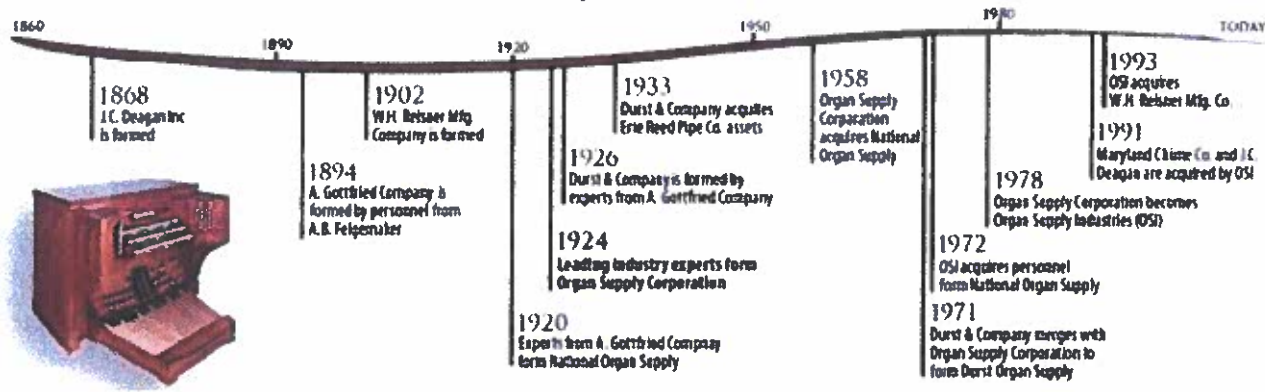 1860
1890
1920
1950
1980
TODAY
1868
J.C. Deagan Inc
is formed
1894
A. Gottfried Company is
formed by personnel from
A.B. Felgemaker
1902
W.H. Reisner Mfg.
Company is formed
1920
Experts from A. Gottfried Company
form National Organ Supply
1924
Leading industry experts form
Organ Supply Corporation
1926
Durst & Company is formed by
experts from A. Gottfried Company
1933
Durst & Company acquires
Erie Reed Pipe Co. assets
1958
Organ Supply
Corporation
acquires National
Organ Supply
1971
Durst & Company merges with
Organ Supply Corporation to
form Durst Organ Supply
1972
OSI acquires personnel
form National Organ Supply
1978
Organ Supply Corporation becomes
Organ Supply Industries (OSI)
1991
Maryland Chime Co. and J.C.
Deagan are acquired by OSI
1993
OSI acquires
W.H. Reisner Mfg. Co.